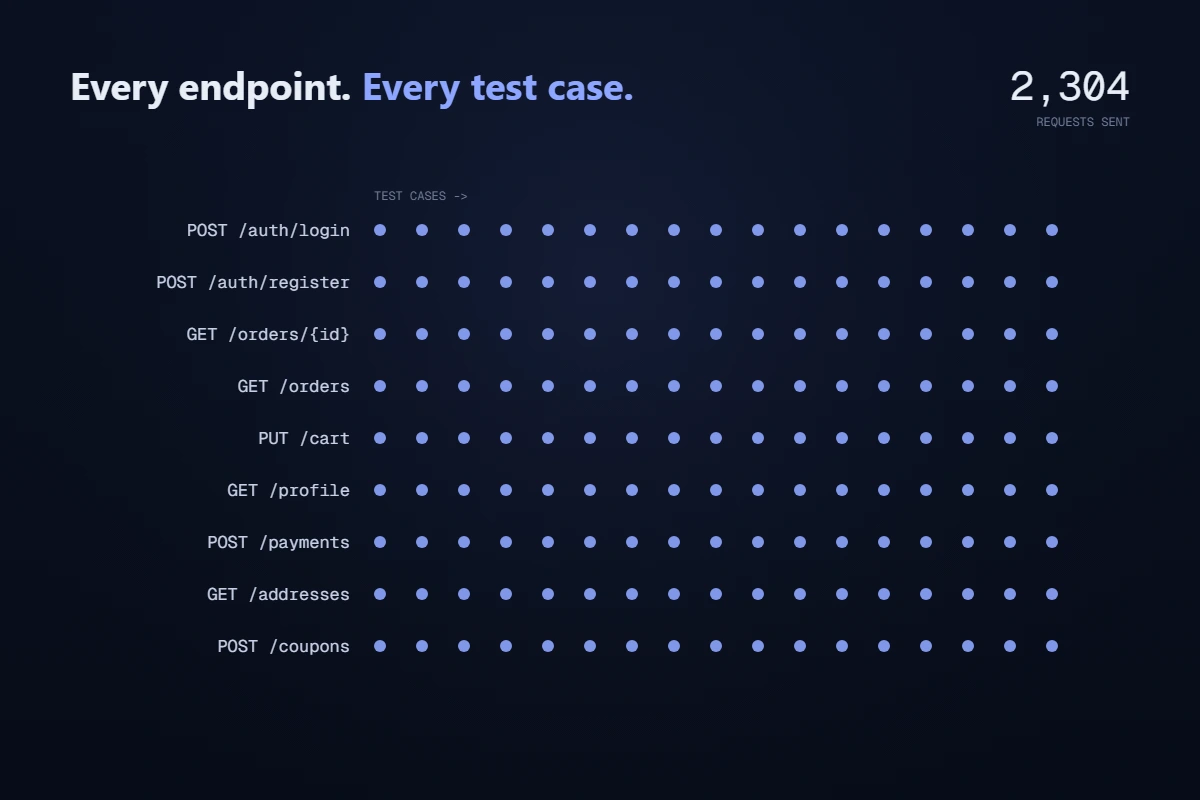 Every endpoint. Every test case.
2,304
REQUESTS SENT
TEST CASES ->
POST /auth/login
POST /auth/register
GET /orders/{id}
GET /orders
PUT /cart
GET /profile
POST /payments
GET /addresses
POST /coupons